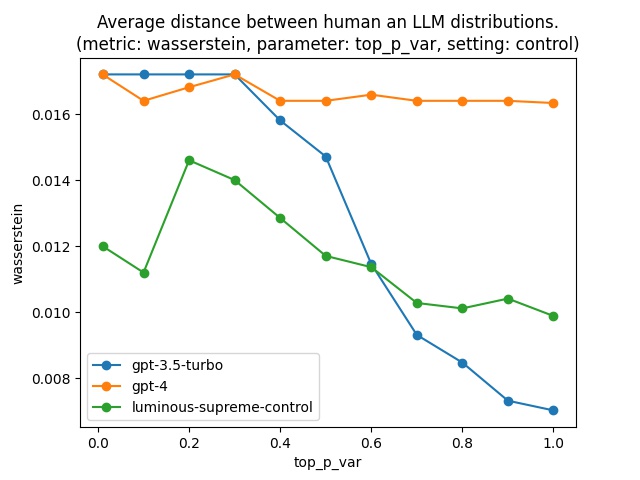 Average distance between human an LLM distributions.
(metric: wasserstein, parameter: top_p_var, setting: control)
wasserstein
0.016
0.014
0.012
0.010
0.008
gpt-3.5-turbo
gpt-4
luminous-supreme-control
0.0 0.2 0.4 0.6 0.8 1.0
top_p_var